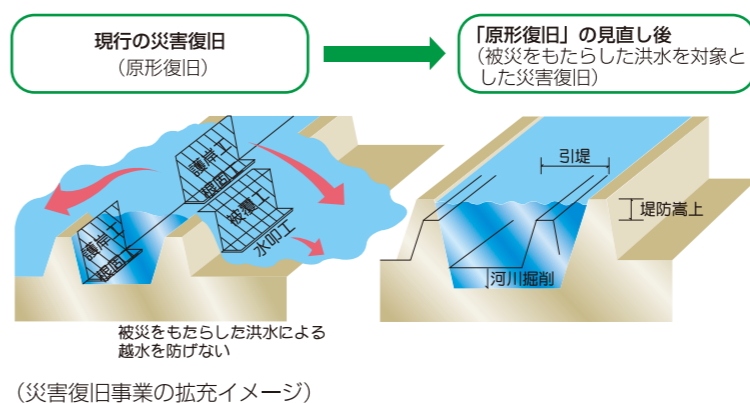 現行の災害復旧
（原形復旧）
「原形復旧」の見直し後
（被災をもたらした洪水を対象と
した災害復旧）
護岸工
根固工
被覆工
水叩工
護岸工
根固工
被災をもたらした洪水による
越水を防げない
引堤
堤防嵩上
河川掘削
（災害復旧事業の拡充イメージ）